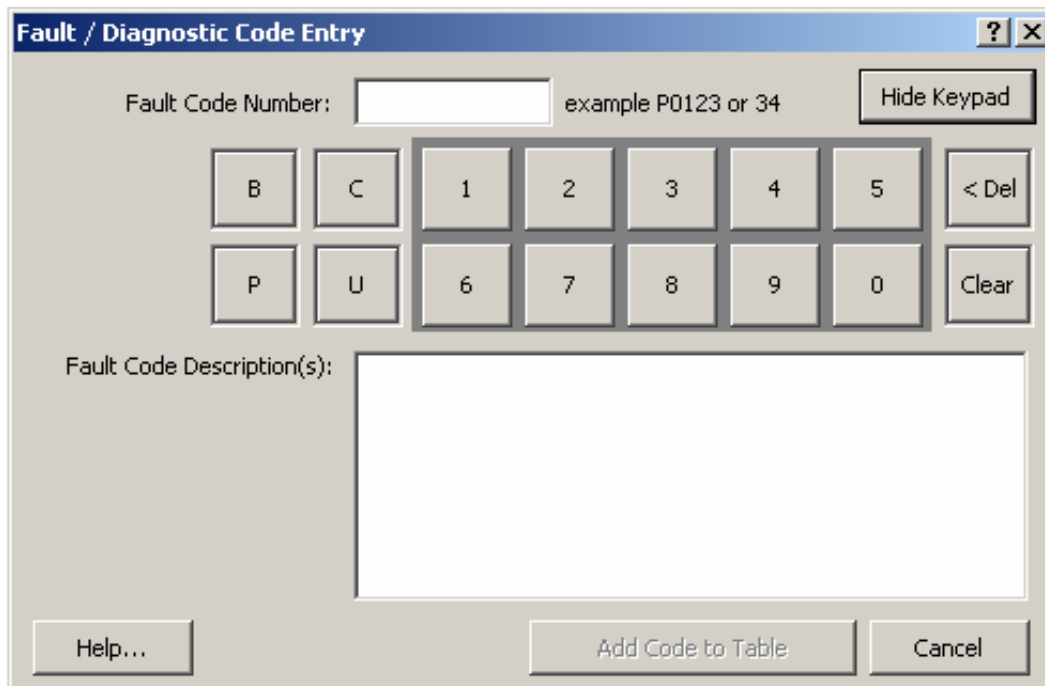 Fault / Diagnostic Code Entry ? X
Fault Code Number: example P0123 or 34 Hide Keypad
B C 1 2 3 4 5 < Del
P U 6 7 8 9 0 Clear
Fault Code Description(s):
Help... Add Code to Table Cancel